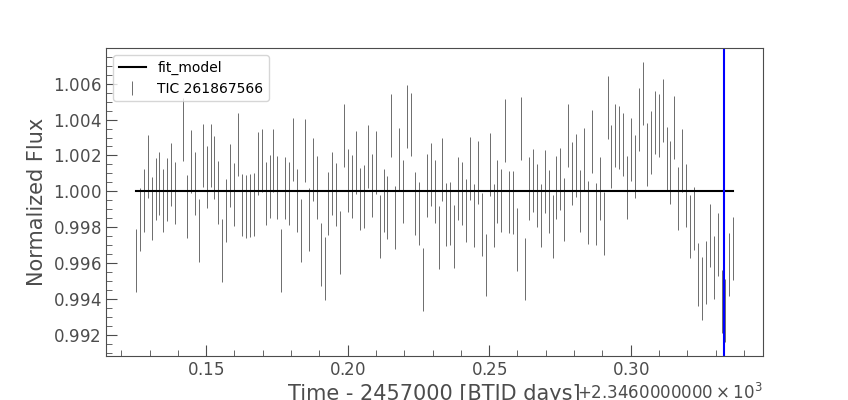 fit_model
TIC 261867566
Normalized Flux
1.006
1.004
1.002
1.000
0.998
0.996
0.994
0.992
0.15
0.20
0.25
0.30
Time - 2457000 [BTJD days]
+2.3460000000 × 10³